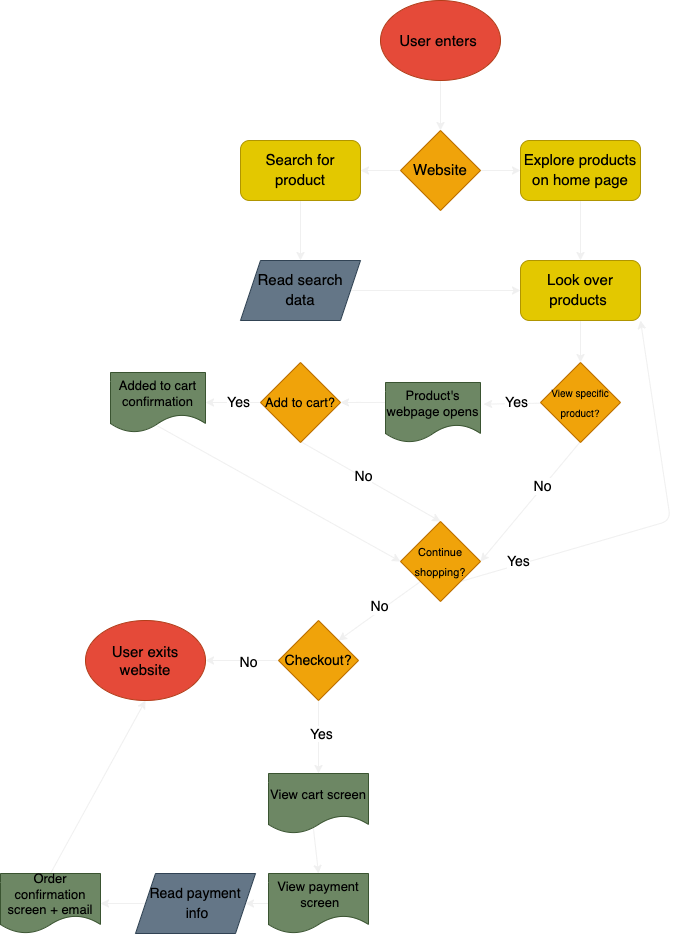 User enters
Search for
product
Website
Explore products
on home page
Read search
data
Look over
products
Added to cart
confirmation
Yes
Add to cart?
Product's
webpage opens
Yes
View specific
product?
No
No
Continue
shopping?
Yes
No
User exits
website
No
Checkout?
Yes
View cart screen
Order
confirmation
screen + email
Read payment
info
View payment
screen